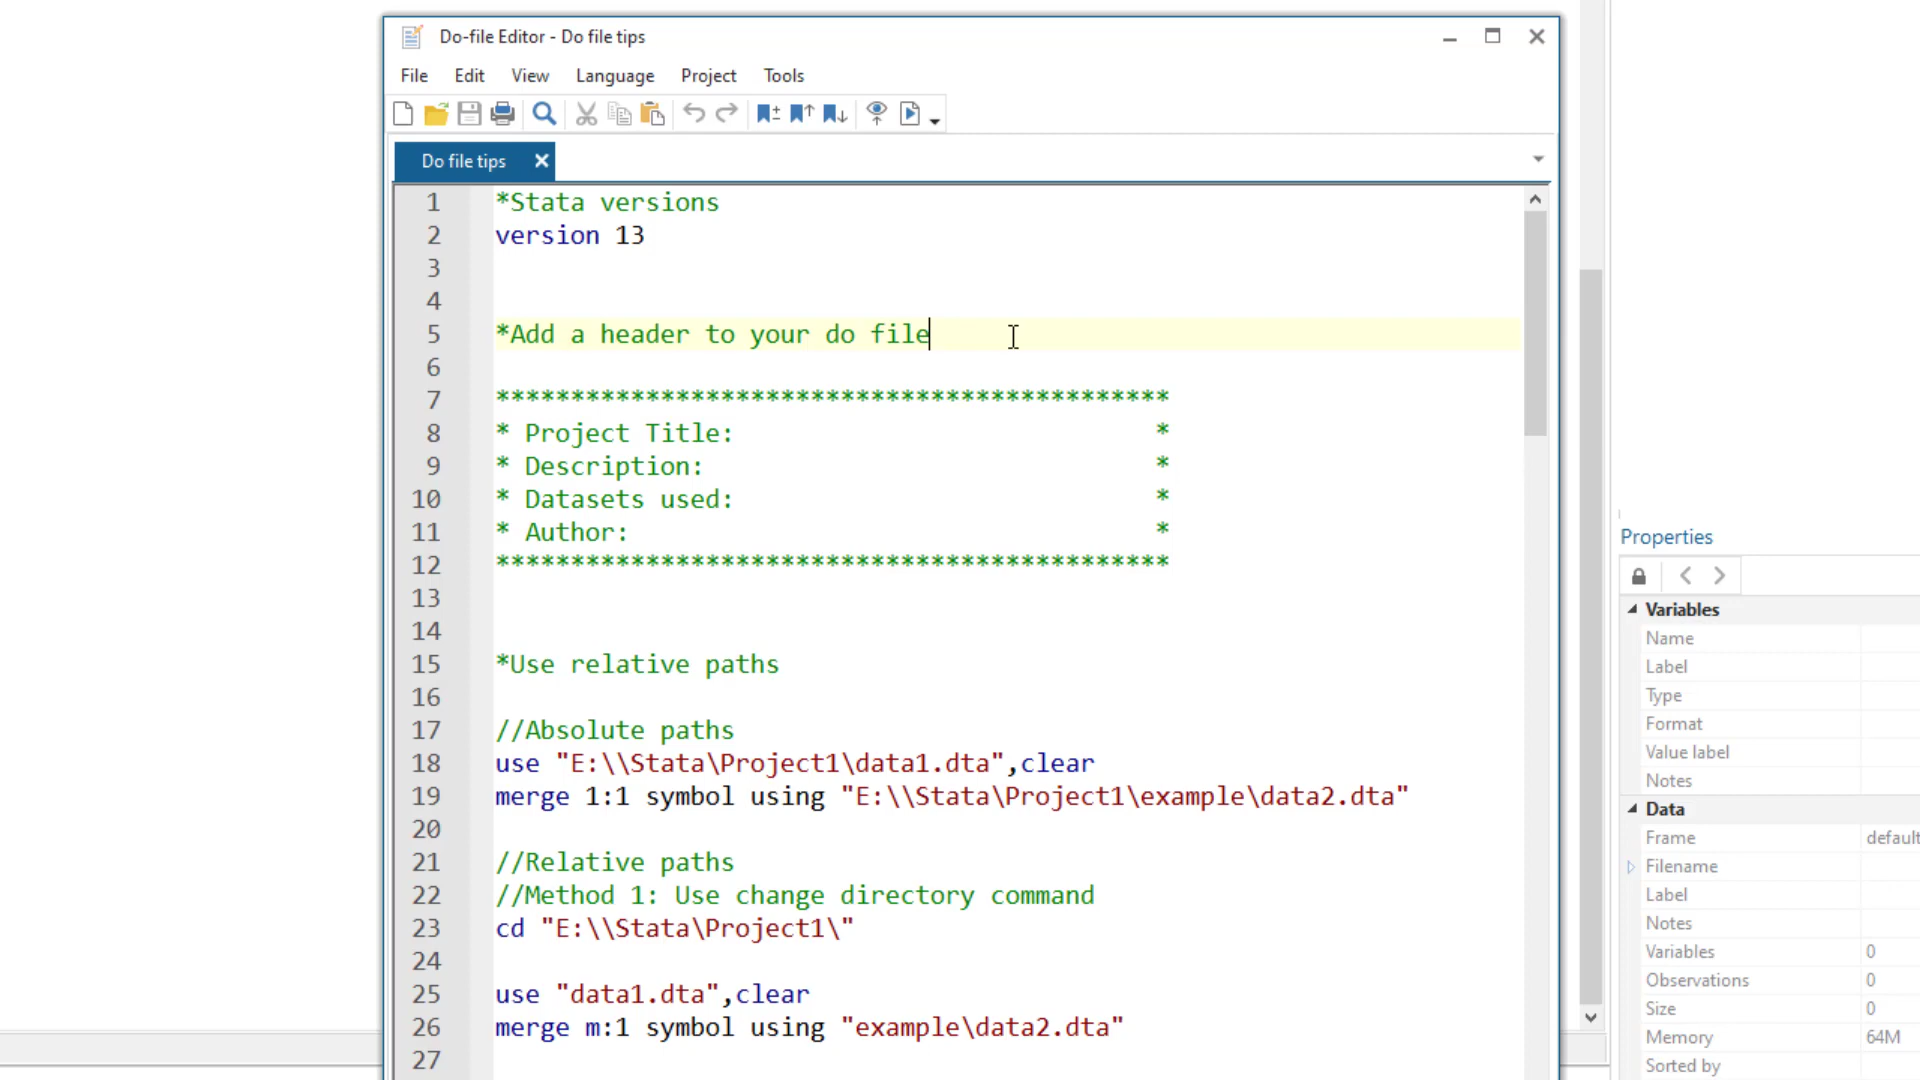 Do-file Editor - Do file tips
File Edit View Language Project Tools
Do file tips
1 *Stata versions
2 version 13
3
4
5 *Add a header to your do file
6
7 *********************************************
8 * Project Title: *
9 * Description: *
10 * Datasets used: *
11 * Author: *
12 *********************************************
13
14
15 *Use relative paths
16
17 //Absolute paths
18 use "E:\\Stata\Project1\data1.dta",clear
19 merge 1:1 symbol using "E:\\Stata\Project1\example\data2.dta"
20
21 //Relative paths
22 //Method 1: Use change directory command
23 cd "E:\\Stata\Project1\"
24
25 use "data1.dta",clear
26 merge m:1 symbol using "example\data2.dta"
27
Properties
Variables
Name
Label
Type
Format
Value label
Notes
Data
Frame default
Filename
Label
Notes
Variables 0
Observations 0
Size 0
Memory 64M
Sorted by